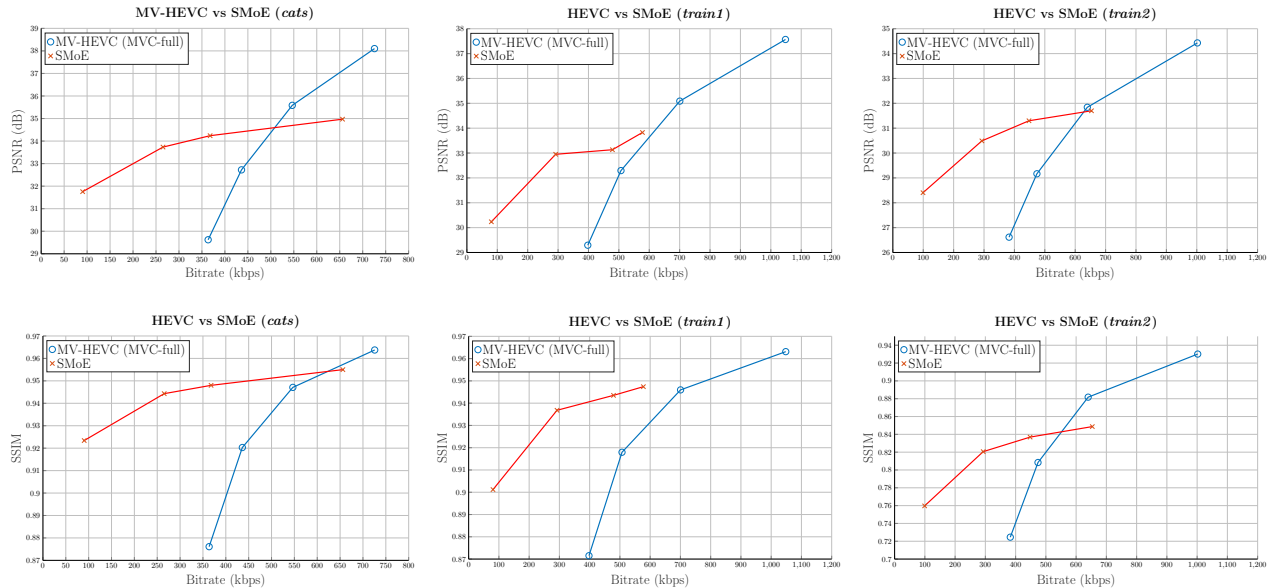 MV-HEVC vs SMoE (cats)
39
38
37
36
35
34
33
32
31
30
29
PSNR (dB)
MV-HEVC (MVC-full)
SMoE
0 50 100 150 200 250 300 350 400 450 500 550 600 650 700 750 800
Bitrate (kbps)
HEVC vs SMoE (train1)
38
37
36
35
34
33
32
31
30
29
PSNR (dB)
MV-HEVC (MVC-full)
SMoE
0 100 200 300 400 500 600 700 800 900 1,000 1,100 1,200
Bitrate (kbps)
HEVC vs SMoE (train2)
35
34
33
32
31
30
29
28
27
26
PSNR (dB)
MV-HEVC (MVC-full)
SMoE
0 100 200 300 400 500 600 700 800 900 1,000 1,100 1,200
Bitrate (kbps)
HEVC vs SMoE (cats)
0.97
0.96
0.95
0.94
0.93
0.92
0.91
0.9
0.89
0.88
0.87
SSIM
MV-HEVC (MVC-full)
SMoE
0 50 100 150 200 250 300 350 400 450 500 550 600 650 700 750 800
Bitrate (kbps)
HEVC vs SMoE (train1)
0.97
0.96
0.95
0.94
0.93
0.92
0.91
0.9
0.89
0.88
0.87
SSIM
MV-HEVC (MVC-full)
SMoE
0 100 200 300 400 500 600 700 800 900 1,000 1,100 1,200
Bitrate (kbps)
HEVC vs SMoE (train2)
0.94
0.92
0.9
0.88
0.86
0.84
0.82
0.8
0.78
0.76
0.74
0.72
0.7
SSIM
MV-HEVC (MVC-full)
SMoE
0 100 200 300 400 500 600 700 800 900 1,000 1,100 1,200
Bitrate (kbps)